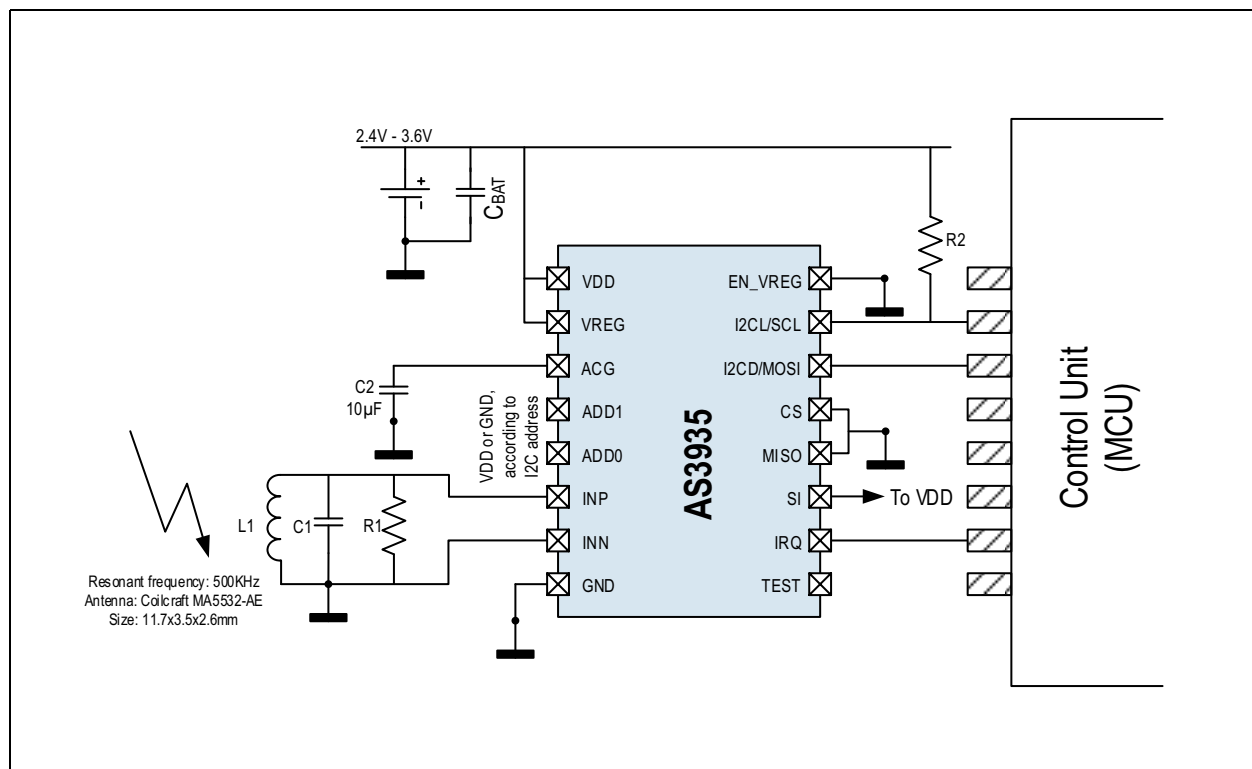 2.4V - 3.6V
CBAT
R2
VDD
VREG
ACG
ADD1
ADD0
INP
INN
GND
AS3935
EN_VREG
I2CL/SCL
I2CD/MOSI
CS
MISO
SI
IRQ
TEST
C2
10µF
VDD or GND,
according to
I2C address
To VDD
L1
C1
R1
Resonant frequency: 500KHz
Antenna: Coilcraft MA5532-AE
Size: 11.7x3.5x2.6mm
Control Unit
(MCU)